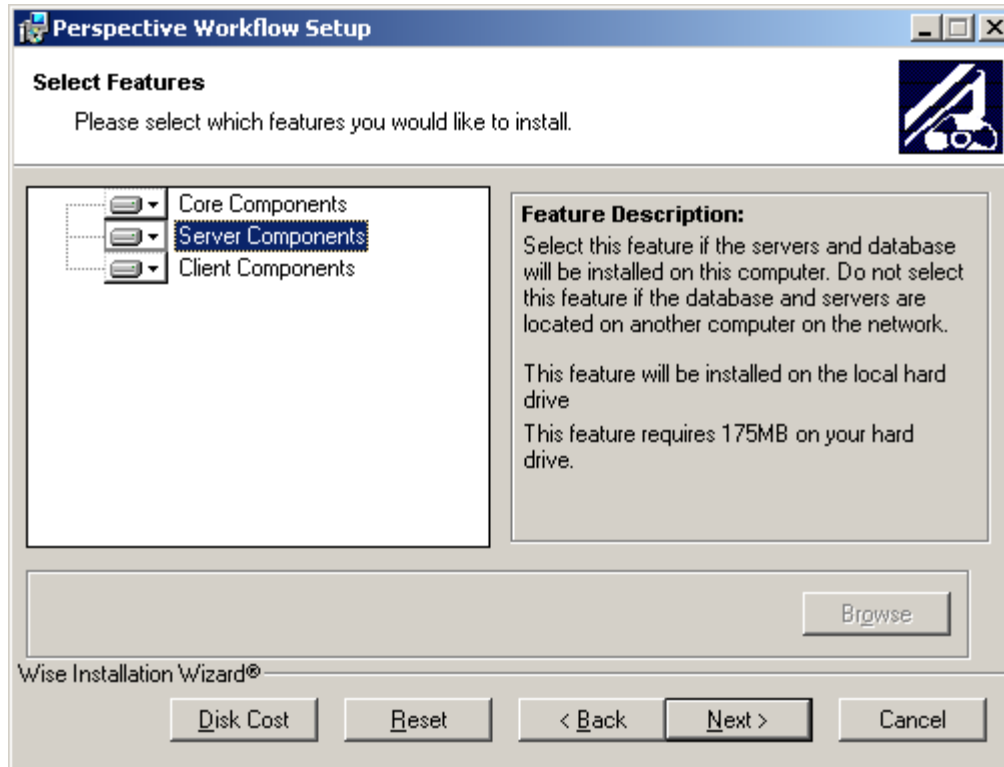 Perspective Workflow Setup
Select Features
Please select which features you would like to install.
Core Components
Server Components
Client Components
Feature Description:
Select this feature if the servers and database
will be installed on this computer. Do not select
this feature if the database and servers are
located on another computer on the network.
This feature will be installed on the local hard
drive
This feature requires 175MB on your hard
drive.
Browse
Wise Installation Wizard®
Disk Cost
Reset
< Back
Next >
Cancel